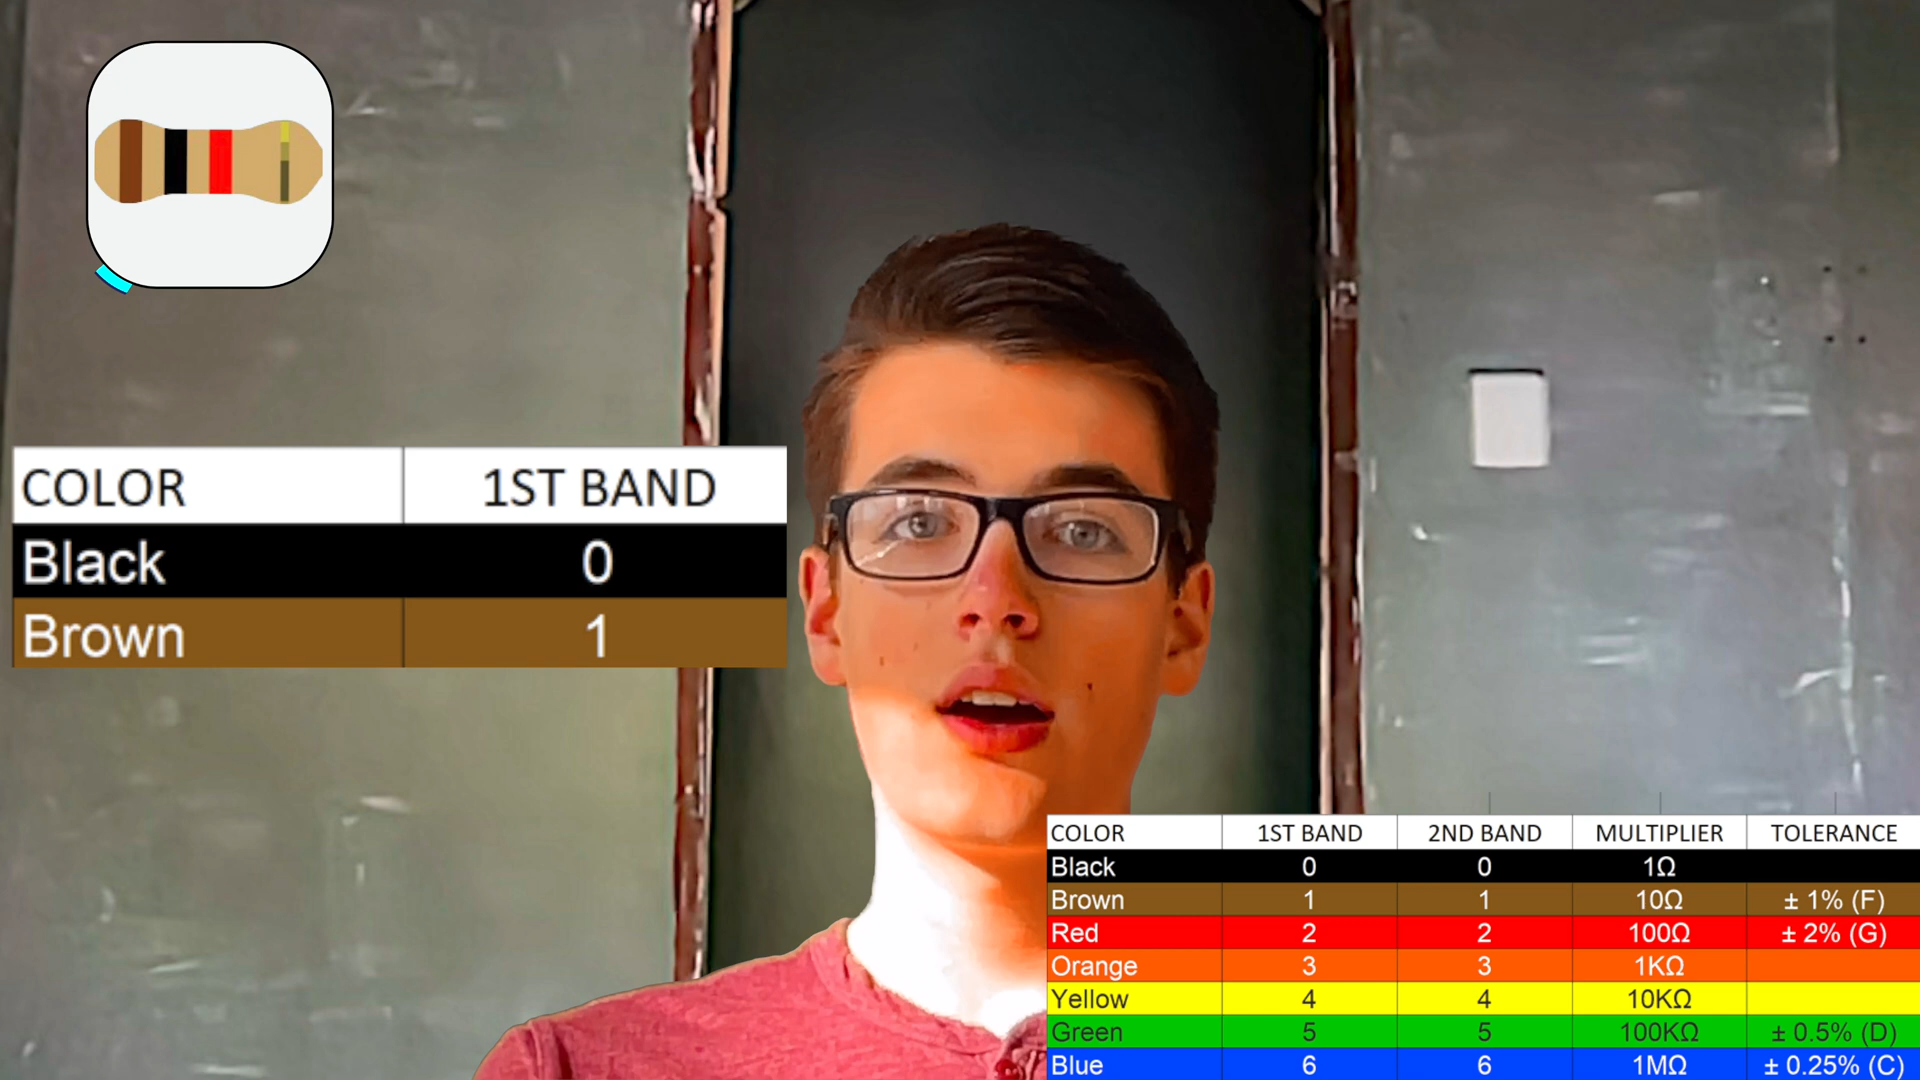 COLOR 1ST BAND
Black 0
Brown 1
COLOR 1ST BAND 2ND BAND MULTIPLIER TOLERANCE
Black 0 0 1Ω
Brown 1 1 10Ω ± 1% (F)
Red 2 2 100Ω ± 2% (G)
Orange 3 3 1KΩ
Yellow 4 4 10KΩ
Green 5 5 100KΩ ± 0.5% (D)
Blue 6 6 1MΩ ± 0.25% (C)